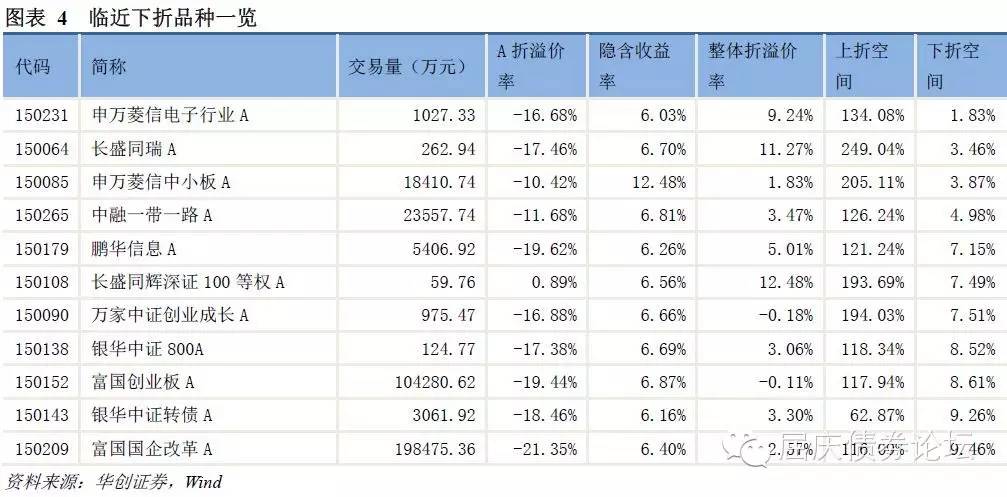 图表 4 临近下折品种一览
代码 简称 交易量（万元） A 折溢价率 隐含收益率 整体折溢价率 上折空间 下折空间
150231 申万菱信电子行业 A 1027.33 -16.68% 6.03% 9.24% 134.08% 1.83%
150064 长盛同瑞 A 262.94 -17.46% 6.70% 11.27% 249.04% 3.46%
150085 申万菱信中小板 A 18410.74 -10.42% 12.48% 1.83% 205.11% 3.87%
150265 中融一带一路 A 23557.74 -11.68% 6.81% 3.47% 126.24% 4.98%
150179 鹏华信息 A 5406.92 -19.62% 6.26% 5.01% 121.24% 7.15%
150108 长盛同辉深证 100 等权 A 59.76 0.89% 6.56% 12.48% 193.69% 7.49%
150090 万家中证创业成长 A 975.47 -16.88% 6.66% -0.18% 194.03% 7.51%
150138 银华中证 800A 124.77 -17.38% 6.69% 3.06% 118.34% 8.52%
150152 富国创业板 A 104280.62 -19.44% 6.87% -0.11% 117.94% 8.61%
150143 银华中证转债 A 3061.92 -18.46% 6.16% 3.30% 62.87% 9.26%
150209 富国国企改革 A 198475.36 -21.35% 6.40% 2.57% 9.46%
屈庆债券论坛
资料来源：华创证券，Wind